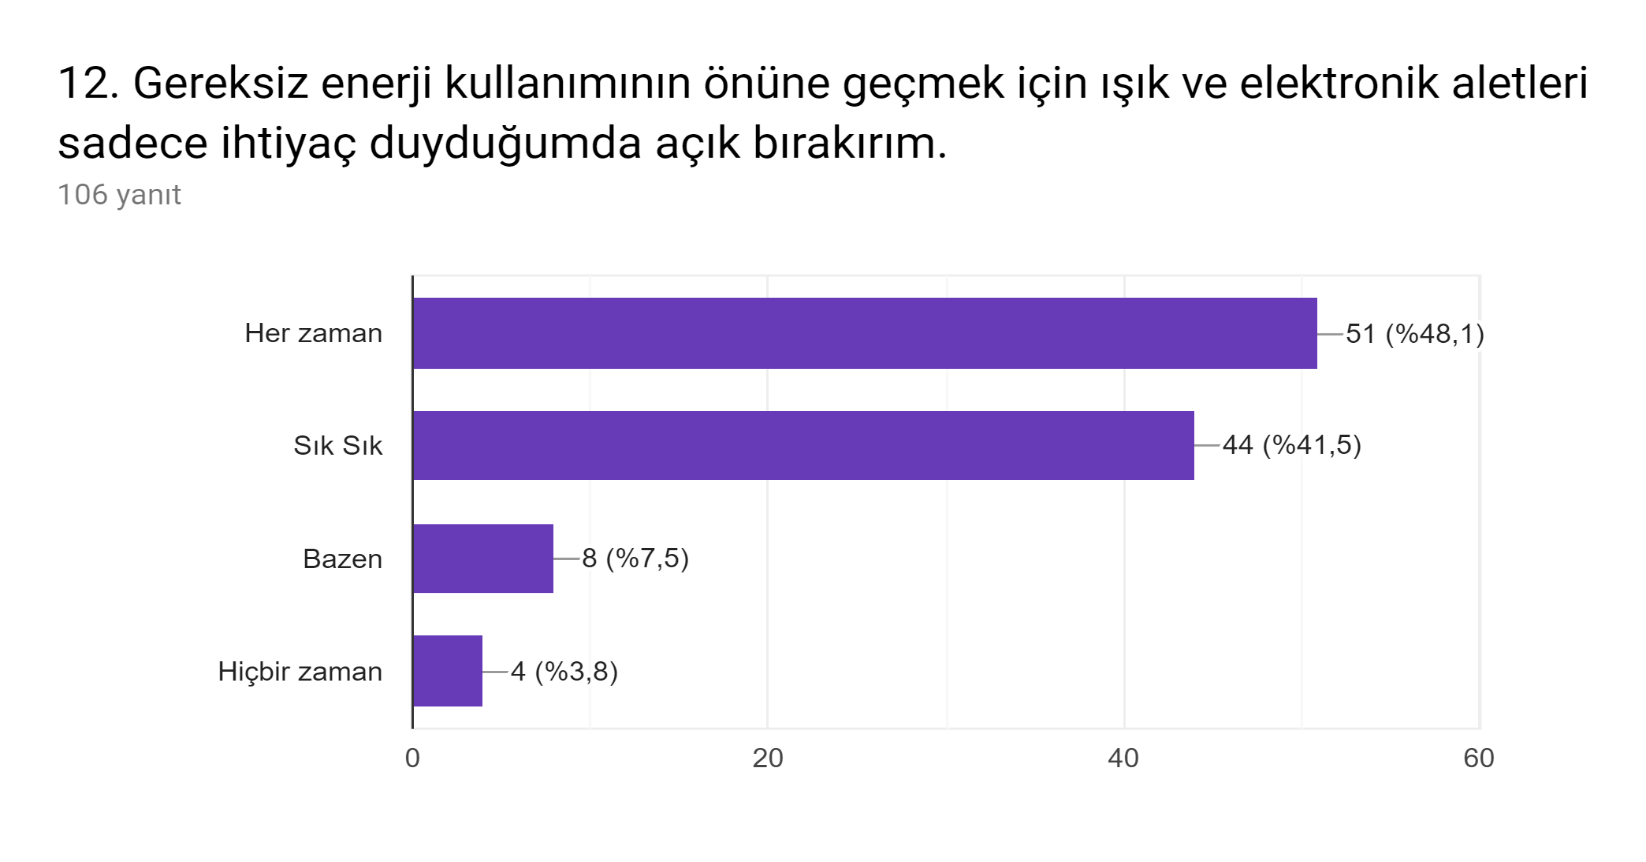 12. Gereksiz enerji kullanımının önüne geçmek için ışık ve elektronik aletleri
sadece ihtiyaç duyduğumda açık bırakırım.
106 yanıt
Her zaman
51 (%48,1)
Sık Sık
44 (%41,5)
Bazen
8 (%7,5)
Hiçbir zaman
4 (%3,8)
0
20
40
60